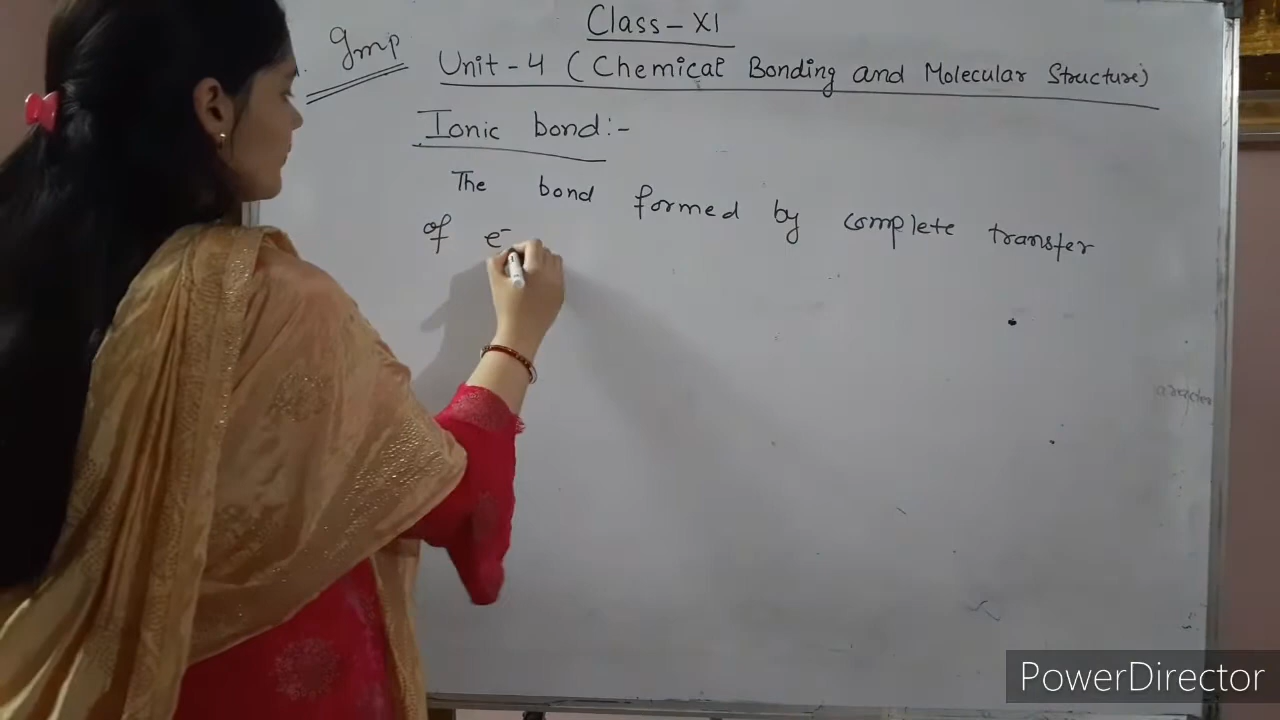 gmp
Class – XI
Unit - 4 ( Chemical Bonding and Molecular Structure)
Ionic bond :-
The bond formed by complete transfer
of e⁻
PowerDirector